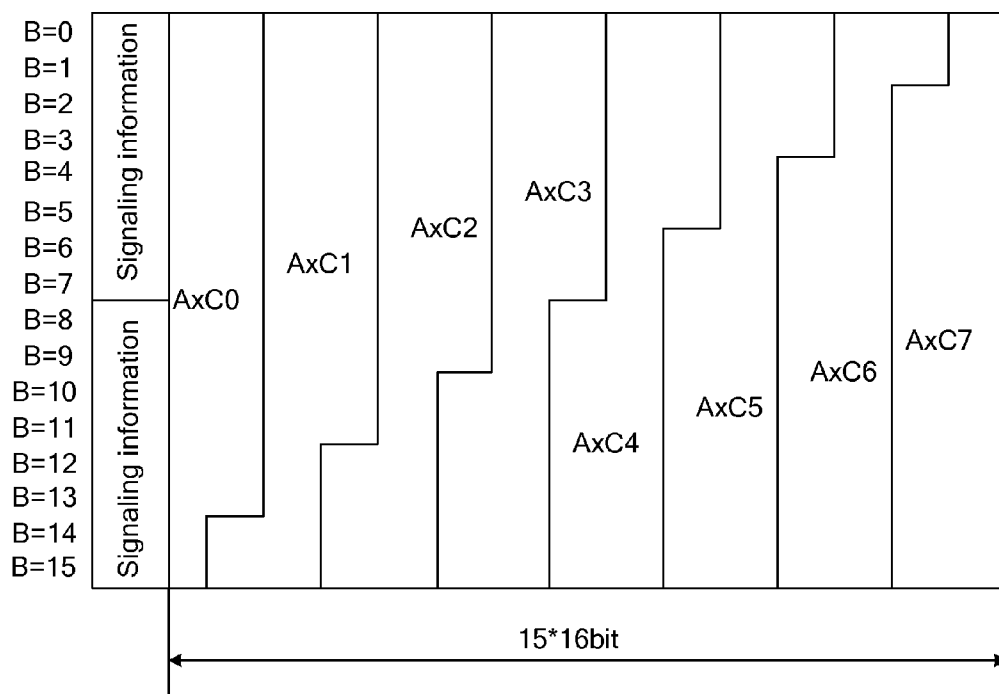 B=0
B=1
B=2
B=3
B=4
B=5
B=6
B=7
B=8
B=9
B=10
B=11
B=12
B=13
B=14
B=15
Signaling information
Signaling information
AxC0
AxC1
AxC2
AxC3
AxC4
AxC5
AxC6
AxC7
15*16bit